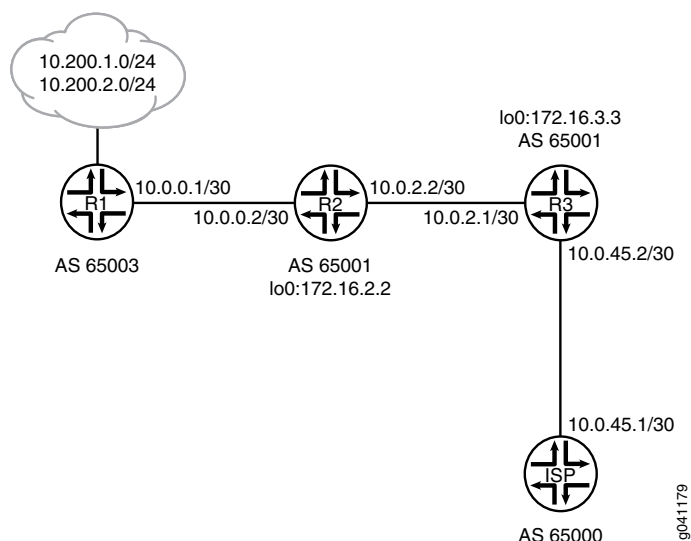 10.200.1.0/24
10.200.2.0/24
lo0:172.16.3.3
AS 65001
10.0.0.1/30
10.0.2.2/30
R1
R2
R3
10.0.0.2/30
10.0.2.1/30
10.0.45.2/30
AS 65003
AS 65001
lo0:172.16.2.2
10.0.45.1/30
ISP
AS 65000
g041179